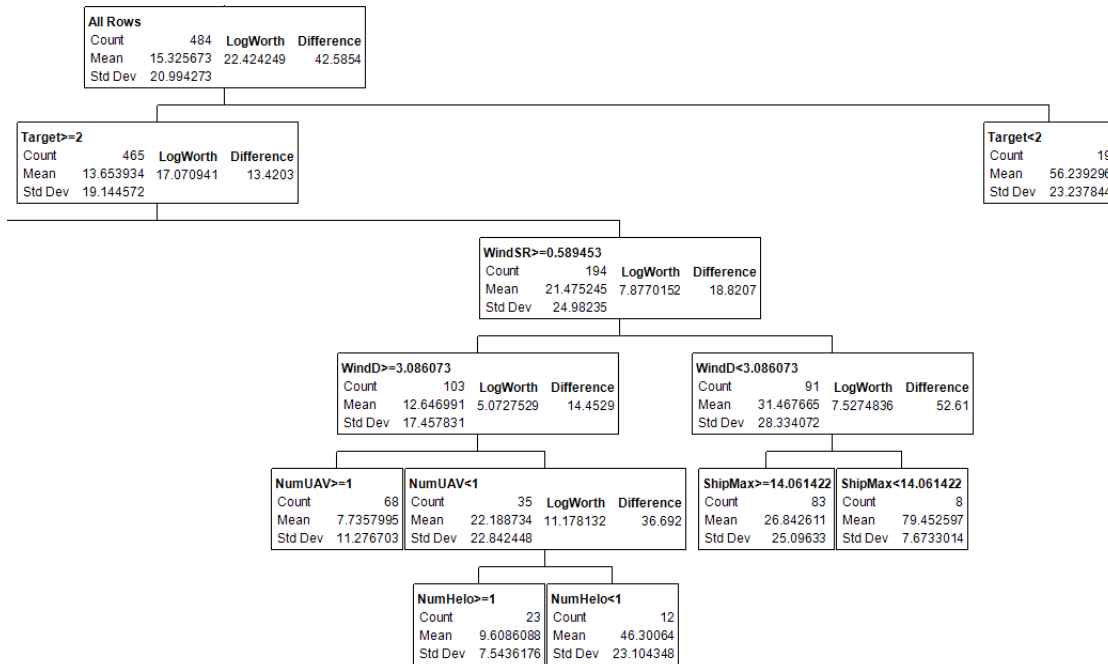 All Rows
Count 484 LogWorth Difference
Mean 15.325673 22.424249 42.5854
Std Dev 20.994273
Target>=2
Count 465 LogWorth Difference
Mean 13.653934 17.070941 13.4203
Std Dev 19.144572
Target<2
Count 19
Mean 56.239296
Std Dev 23.237844
WindSR>=0.589453
Count 194 LogWorth Difference
Mean 21.475245 7.8770152 18.8207
Std Dev 24.98235
WindD>=3.086073
Count 103 LogWorth Difference
Mean 12.646991 5.0727529 14.4529
Std Dev 17.457831
WindD<3.086073
Count 91 LogWorth Difference
Mean 31.467665 7.5274836 52.61
Std Dev 28.334072
NumUAV>=1
Count 68
Mean 7.7357995
Std Dev 11.276703
NumUAV<1
Count 35 LogWorth Difference
Mean 22.188734 11.178132 36.692
Std Dev 22.842448
ShipMax>=14.061422
Count 83
Mean 26.842611
Std Dev 25.09633
ShipMax<14.061422
Count 8
Mean 79.452597
Std Dev 7.6733014
NumHelo>=1
Count 23
Mean 9.6086088
Std Dev 7.5436176
NumHelo<1
Count 12
Mean 46.30064
Std Dev 23.104348